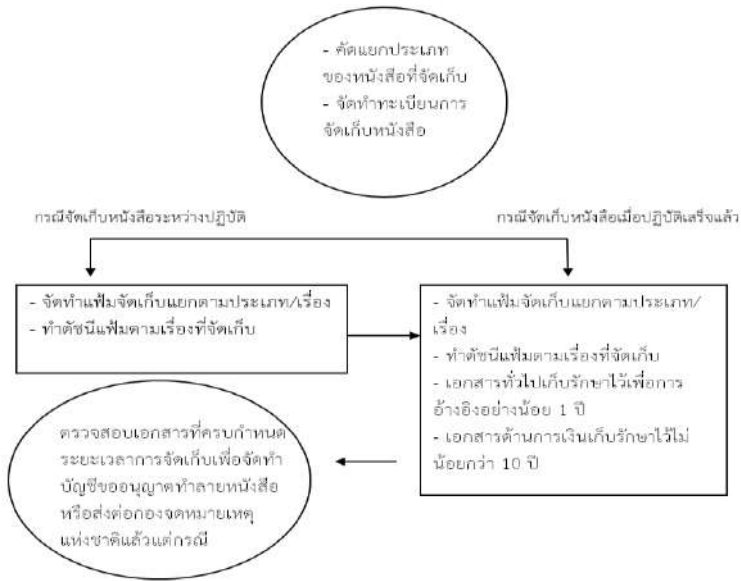 - คัดแยกประเภท
ของหนังสือที่จัดเก็บ
- จัดทำทะเบียนการ
จัดเก็บหนังสือ
กรณีจัดเก็บหนังสือระหว่างปฏิบัติ
กรณีจัดเก็บหนังสือเมื่อปฏิบัติเสร็จแล้ว
- จัดทำแฟ้มจัดเก็บแยกตามประเภท/เรื่อง
- ทำดัชนีแฟ้มตามเรื่องที่จัดเก็บ
- จัดทำแฟ้มจัดเก็บแยกตามประเภท/
เรื่อง
- ทำดัชนีแฟ้มตามเรื่องที่จัดเก็บ
- เอกสารทั่วไปเก็บรักษาไว้เพื่อการ
อ้างอิงอย่างน้อย 1 ปี
- เอกสารด้านการเงินเก็บรักษาไว้ไม่
น้อยกว่า 10 ปี
ตรวจสอบเอกสารที่ครบกำหนด
ระยะเวลาการจัดเก็บเพื่อจัดทำ
บัญชีขออนุญาตทำลายหนังสือ
หรือส่งต่อกองจดหมายเหตุ
แห่งชาติแล้วแต่กรณี